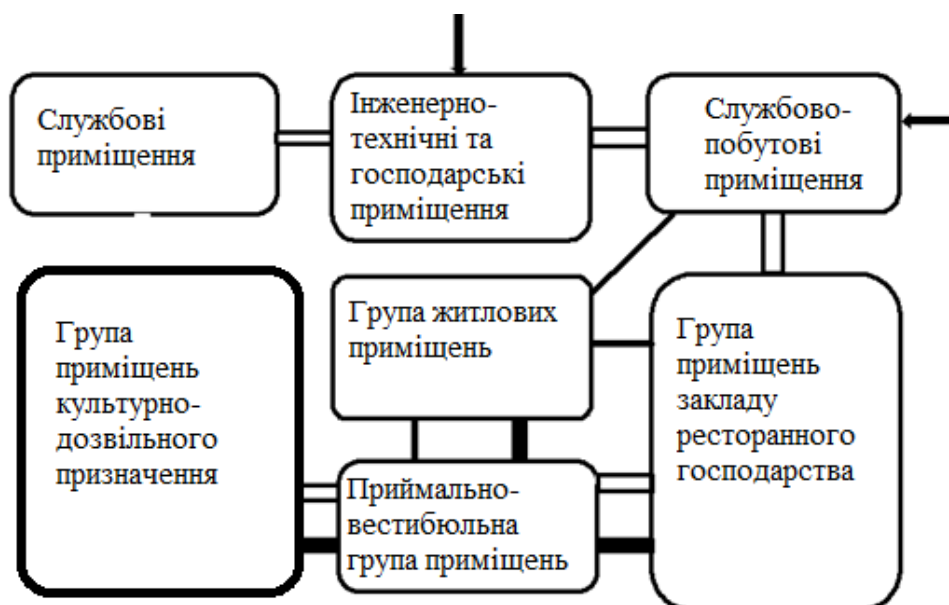 Службові
приміщення
Інженерно-
технічні та
господарські
приміщення
Службово-
побутові
приміщення
Група
приміщень
культурно-
дозвільного
призначення
Група житлових
приміщень
Група
приміщень
закладу
ресторанного
господарства
Приймально-
вестибюльна
група приміщень